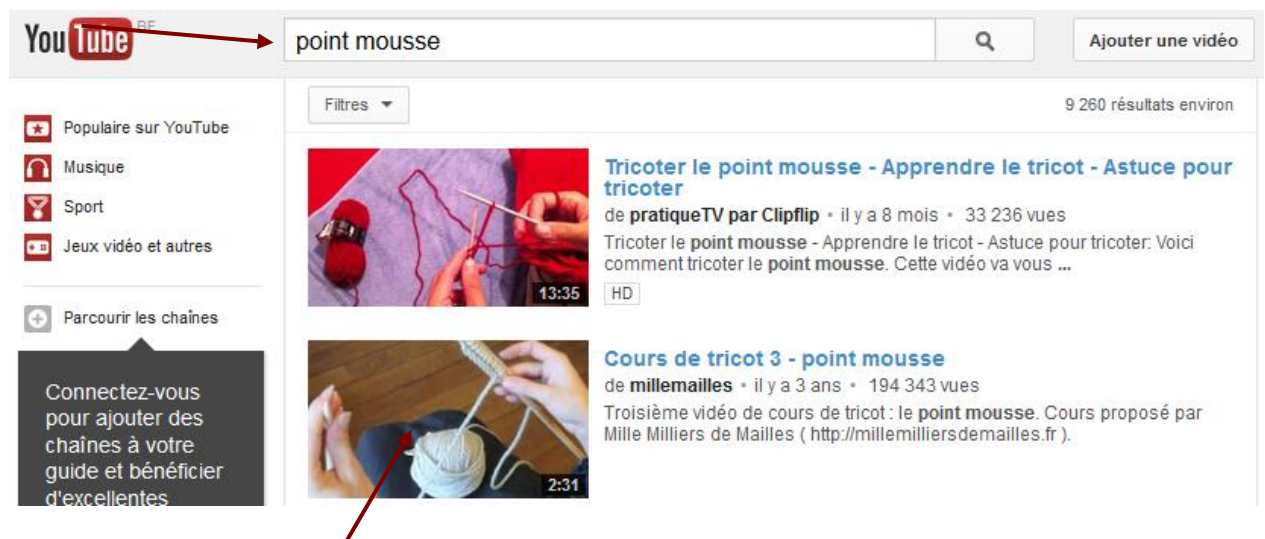 YouTube BE
point mousse
Ajouter une vidéo
Filtres
9 260 résultats environ
Populaire sur YouTube
Musique
Sport
Jeux vidéo et autres
Parcourir les chaînes
Connectez-vous
pour ajouter des
chaînes à votre
guide et bénéficier
d'excellentes
13:35
Tricoter le point mousse - Apprendre le tricot - Astuce pour
tricoter
de pratiqueTV par Clipflip • il y a 8 mois • 33 236 vues
Tricoter le point mousse - Apprendre le tricot - Astuce pour tricoter: Voici
comment tricoter le point mousse. Cette vidéo va vous ...
HD
2:31
Cours de tricot 3 - point mousse
de millemailles • il y a 3 ans • 194 343 vues
Troisième vidéo de cours de tricot : le point mousse. Cours proposé par
Mille Milliers de Mailles ( http://millemilliersdemailles.fr ).